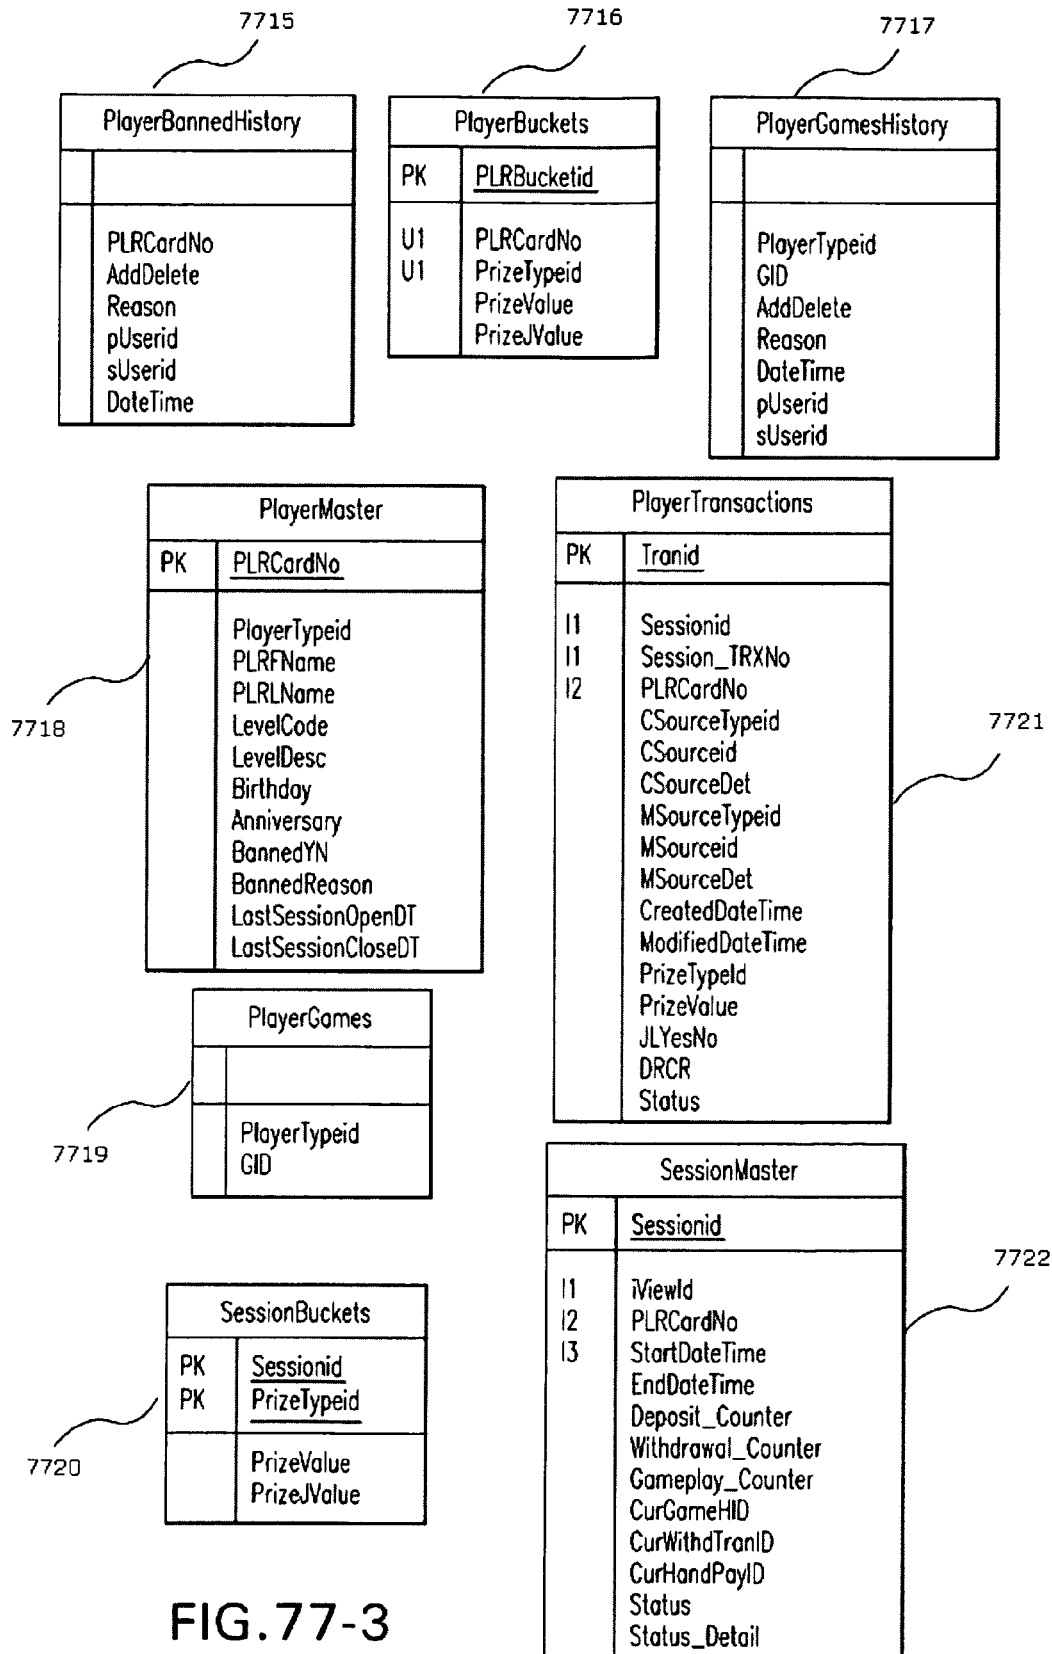 7715
7716
7717
PlayerBannedHistory
PLRCardNo
AddDelete
Reason
pUserid
sUserid
DateTime
PlayerBuckets
PK PLRBucketid
U1 PLRCardNo
U1 PrizeTypeid
PrizeValue
PrizeJValue
PlayerGamesHistory
PlayerTypeid
GID
AddDelete
Reason
DateTime
pUserid
sUserid
PlayerMaster
PK PLRCardNo
PlayerTypeid
PLRFName
PLRLName
LevelCode
LevelDesc
Birthday
Anniversary
BannedYN
BannedReason
LastSessionOpenDT
LastSessionCloseDT
7718
PlayerTransactions
PK Tranid
I1 Sessionid
I1 Session_TRXNo
I2 PLRCardNo
CSourceTypeid
CSourceid
CSourceDet
MSourceTypeid
MSourceid
MSourceDet
CreatedDateTime
ModifiedDateTime
PrizeTypeId
PrizeValue
JLYesNo
DRCR
Status
7721
PlayerGames
PlayerTypeid
GID
7719
SessionBuckets
PK Sessionid
PK PrizeTypeid
PrizeValue
PrizeJValue
7720
SessionMaster
PK Sessionid
I1 iViewId
I2 PLRCardNo
I3 StartDateTime
EndDateTime
Deposit_Counter
Withdrawal_Counter
Gameplay_Counter
CurGameHID
CurWithdTranID
CurHandPayID
Status
Status_Detail
7722
FIG.77-3